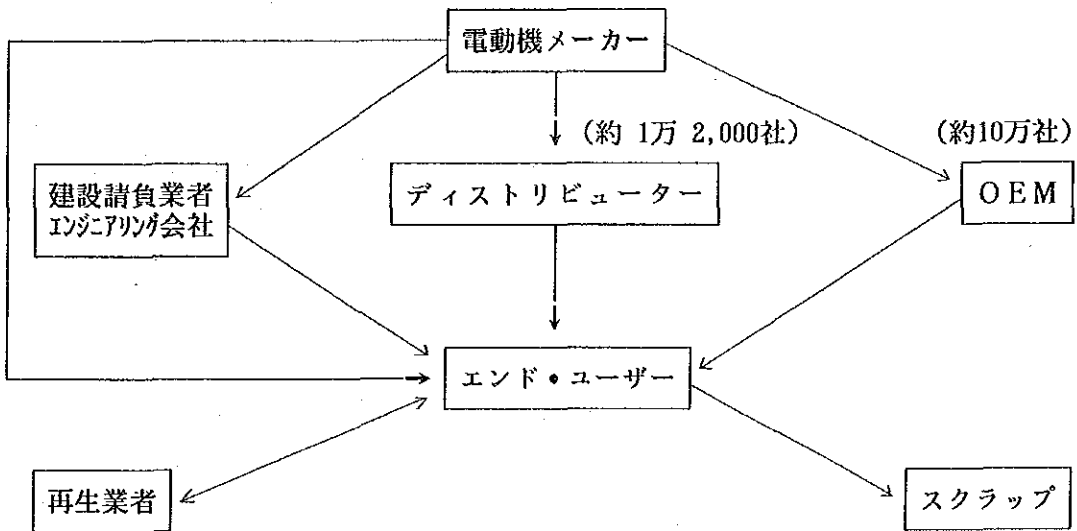 電動機メーカー
(約 1万 2,000社)
(約10万社)
建設請負業者
エンジニアリング会社
ディストリビューター
OEM
エンド・ユーザー
再生業者
スクラップ